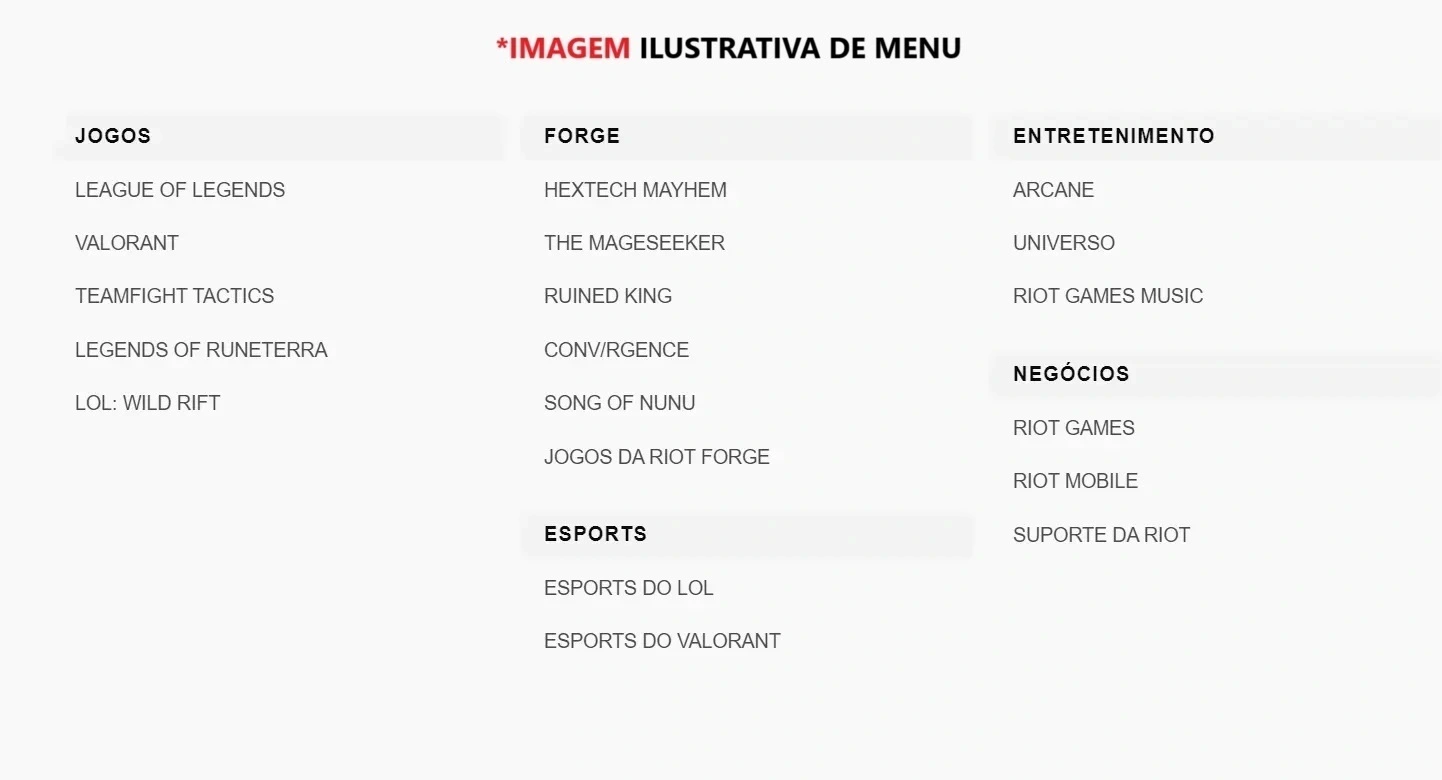 *IMAGEM ILUSTRATIVA DE MENU
JOGOS
LEAGUE OF LEGENDS
VALORANT
TEAMFIGHT TACTICS
LEGENDS OF RUNETERRA
LOL: WILD RIFT
FORGE
HEXTECH MAYHEM
THE MAGESEEKER
RUINED KING
CONV/RGENCE
SONG OF NUNU
JOGOS DA RIOT FORGE
ESPORTS
ESPORTS DO LOL
ESPORTS DO VALORANT
ENTRETENIMENTO
ARCANE
UNIVERSO
RIOT GAMES MUSIC
NEGÓCIOS
RIOT GAMES
RIOT MOBILE
SUPORTE DA RIOT